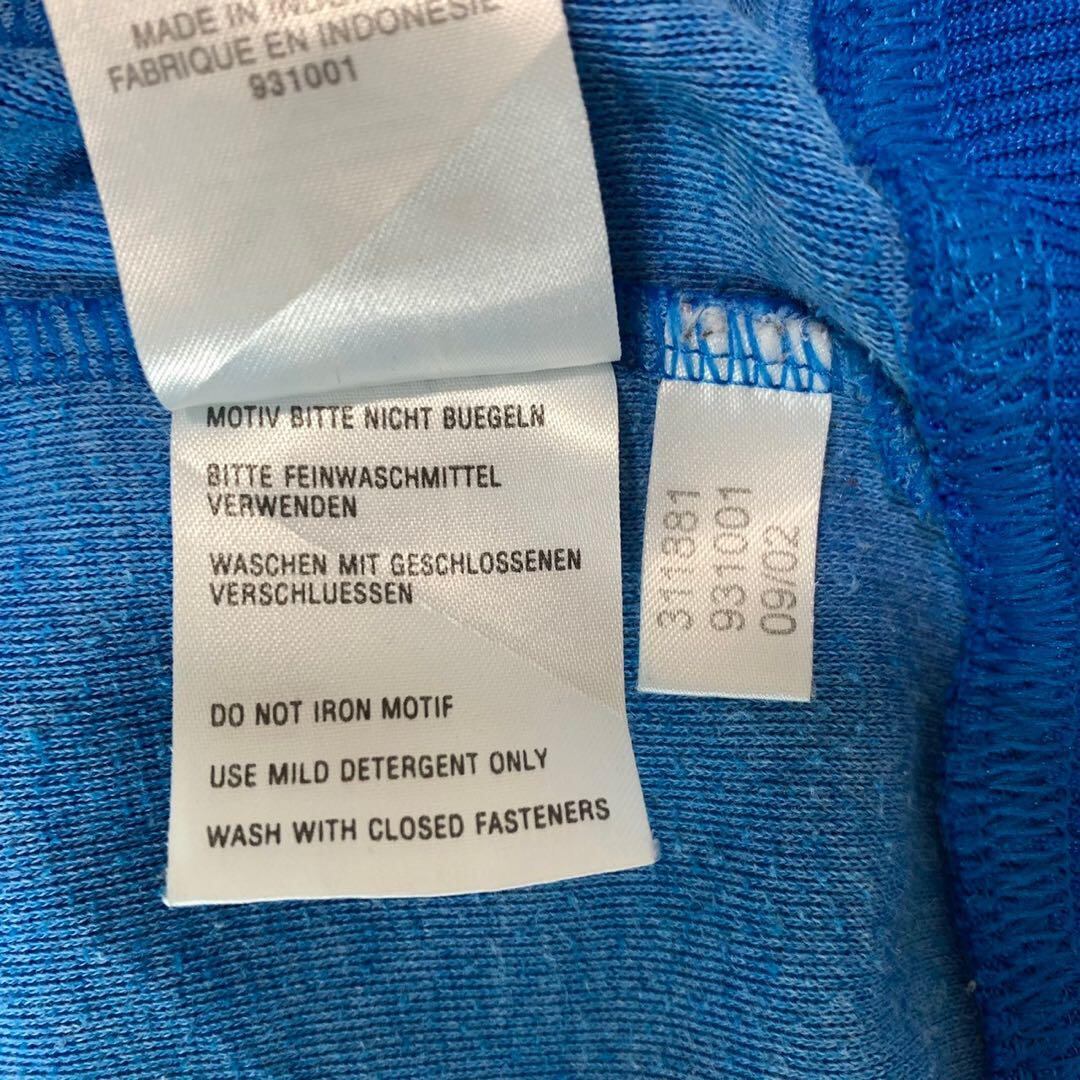 MADE IN
FABRIQUE EN INDONESIE
931001
MOTIV BITTE NICHT BUEGELN
BITTE FEINWASCHMITTEL
VERWENDEN
WASCHEN MIT GESCHLOSSENEN
VERSCHLUESSEN
DO NOT IRON MOTIF
USE MILD DETERGENT ONLY
WASH WITH CLOSED FASTENERS
311381
931001
09/02